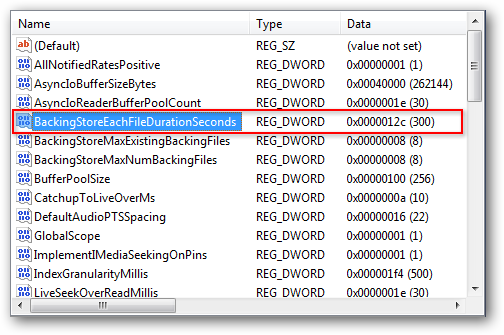 Name Type Data
(Default) REG_SZ (value not set)
AllNotifiedRatesPositive REG_DWORD 0x00000001 (1)
AsyncIoBufferSizeBytes REG_DWORD 0x00040000 (262144)
AsyncIoReaderBufferPoolCount REG_DWORD 0x0000001e (30)
BackingStoreEachFileDurationSeconds REG_DWORD 0x0000012c (300)
BackingStoreMaxExistingBackingFiles REG_DWORD 0x00000008 (8)
BackingStoreMaxNumBackingFiles REG_DWORD 0x00000008 (8)
BufferPoolSize REG_DWORD 0x00000100 (256)
CatchupToLiveOverMs REG_DWORD 0x0000000a (10)
DefaultAudioPTSSpacing REG_DWORD 0x00000016 (22)
GlobalScope REG_DWORD 0x00000001 (1)
ImplementIMediaSeekingOnPins REG_DWORD 0x00000001 (1)
IndexGranularityMillis REG_DWORD 0x000001f4 (500)
LiveSeekOverReadMillis REG_DWORD 0x0000001e (30)